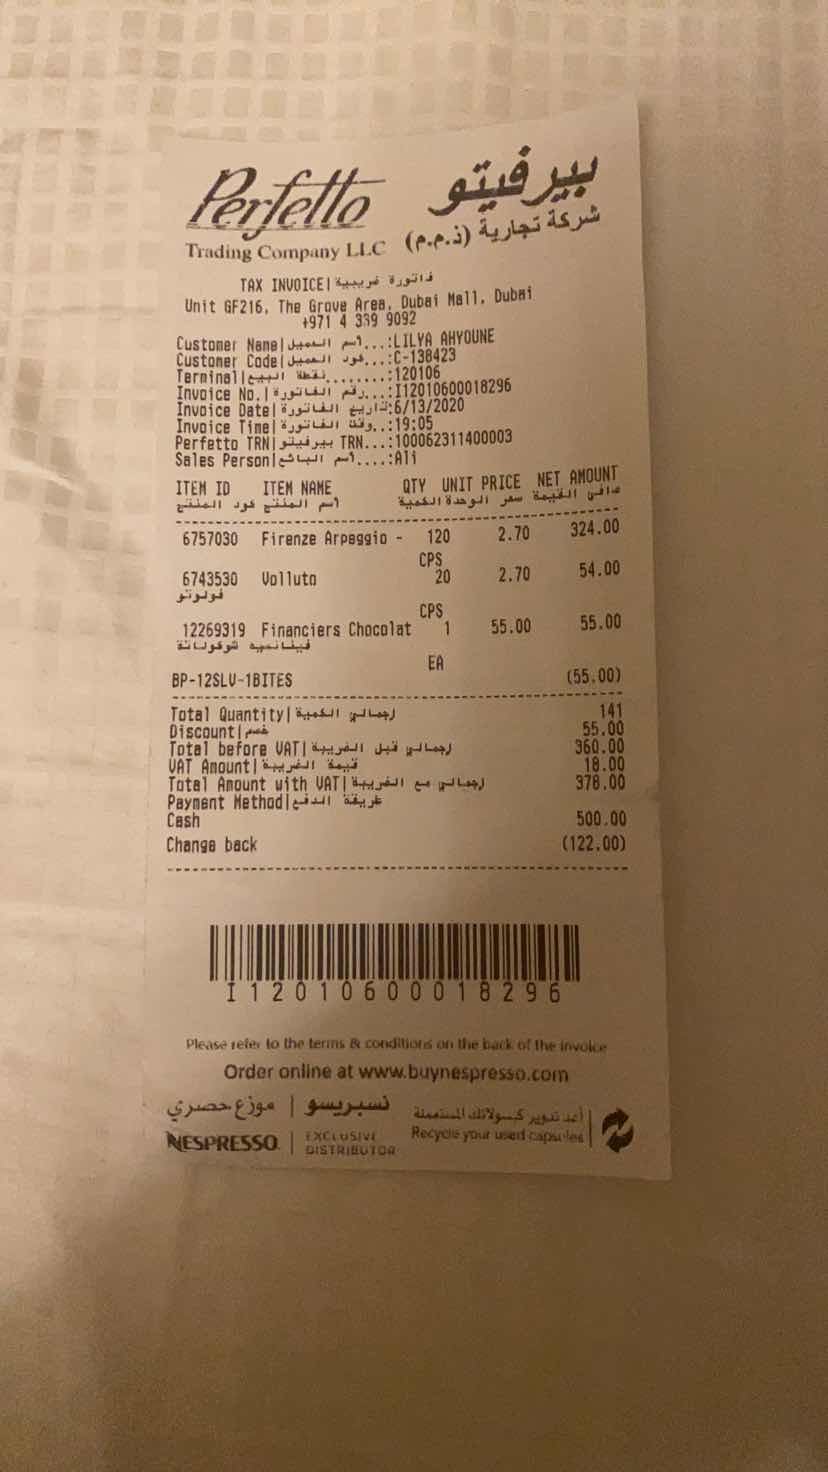 Perfetto بيرفيتو
Trading Company LLC شركة تجارية (ذ.م.م)
TAX INVOICE| فاتورة ضريبية
Unit GF216, The Grove Area, Dubai Mall, Dubai
+971 4 339 9092
Customer Name| اسم العميل...:LILYA AHYOUNE
Customer Code| كود العميل...:C-138423
Terminal| نقطة البيع........:120106
Invoice No.| رقم الفاتورة...:I12010600018296
Invoice Date| تاريخ الفاتورة:6/13/2020
Invoice Time| وقت الفاتورة..:19:05
Perfetto TRN| بيرفيتو TRN...:100062311400003
Sales Person| اسم البائع....:Ali
ITEM ID ITEM NAME QTY UNIT PRICE NET AMOUNT
كود المنتج اسم المنتج الكمية سعر الوحدة صافي القيمة
6757030 Firenze Arpeggio - 120 2.70 324.00
CPS
6743530 Volluto 20 2.70 54.00
فولوتو
CPS
12269319 Financiers Chocolat 1 55.00 55.00
فينانسيه شوكولاتة
EA
BP-12SLV-1BITES (55.00)
Total Quantity| إجمالي الكمية 141
Discount| خصم 55.00
Total before VAT| إجمالي قبل الضريبة 360.00
VAT Amount| قيمة الضريبة 18.00
Total Amount with VAT| إجمالي مع الضريبة 378.00
Payment Method| طريقة الدفع
Cash 500.00
Change back (122.00)
I12010600018296
Please refer to the terms & conditions on the back of the invoice
Order online at www.buynespresso.com
نسبريسو | موزع حصري
أعد تدوير كبسولاتك المستعملة
NESPRESSO | EXCLUSIVE DISTRIBUTOR
Recycle your used capsules